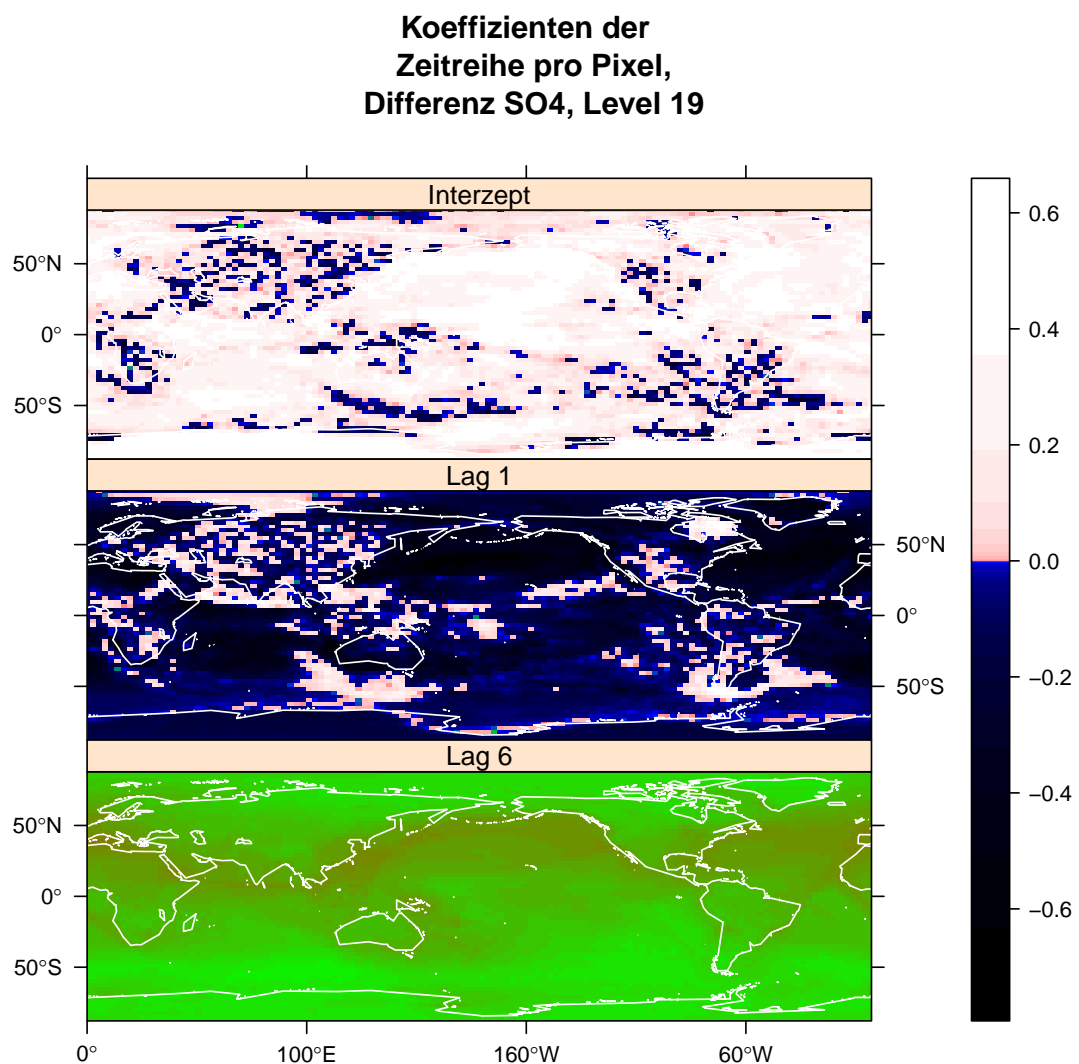 Koeffizienten der
Zeitreihe pro Pixel,
Differenz SO4, Level 19
Interzept
50°N
0°
50°S
Lag 1
50°N
0°
50°S
Lag 6
50°N
0°
50°S
0°
100°E
160°W
60°W
0.6
0.4
0.2
0.0
−0.2
−0.4
−0.6